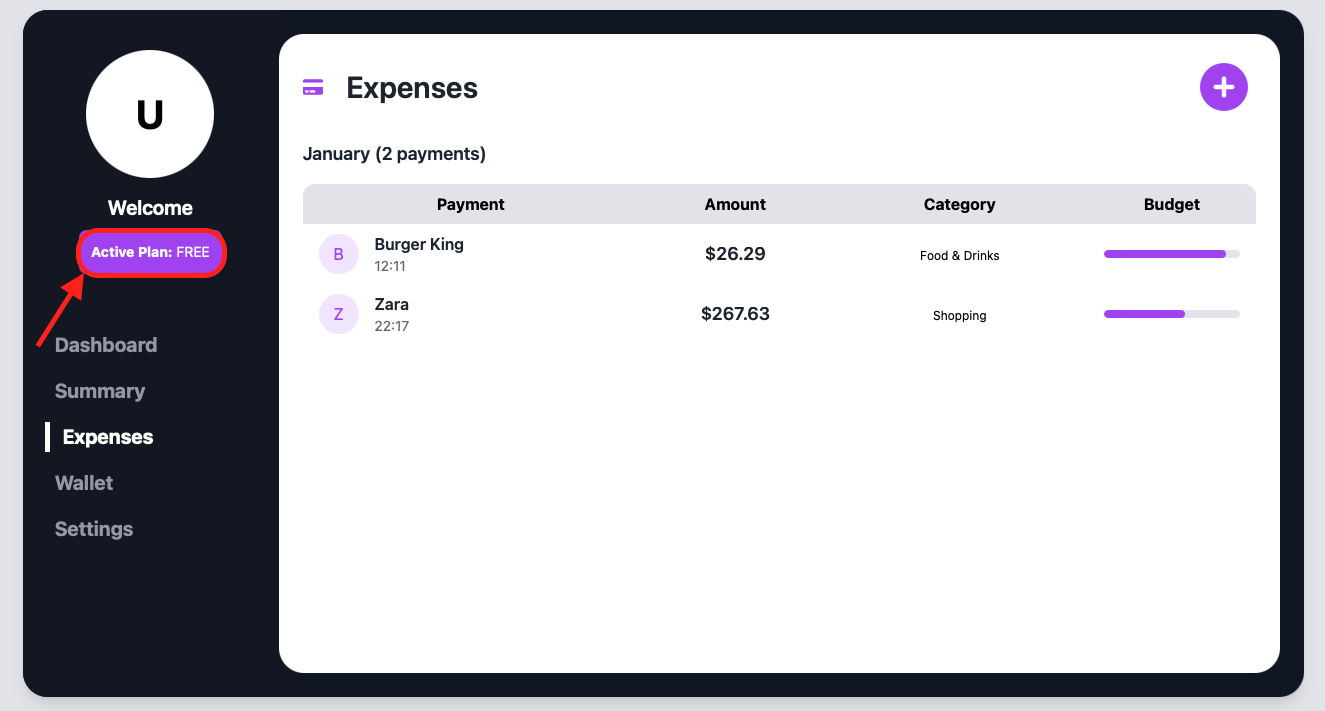 U
Welcome
Active Plan: FREE
Dashboard
Summary
Expenses
Wallet
Settings
Expenses
January (2 payments)
Payment Amount Category Budget
B Burger King $26.29 Food & Drinks
12:11
Z Zara $267.63 Shopping
22:17